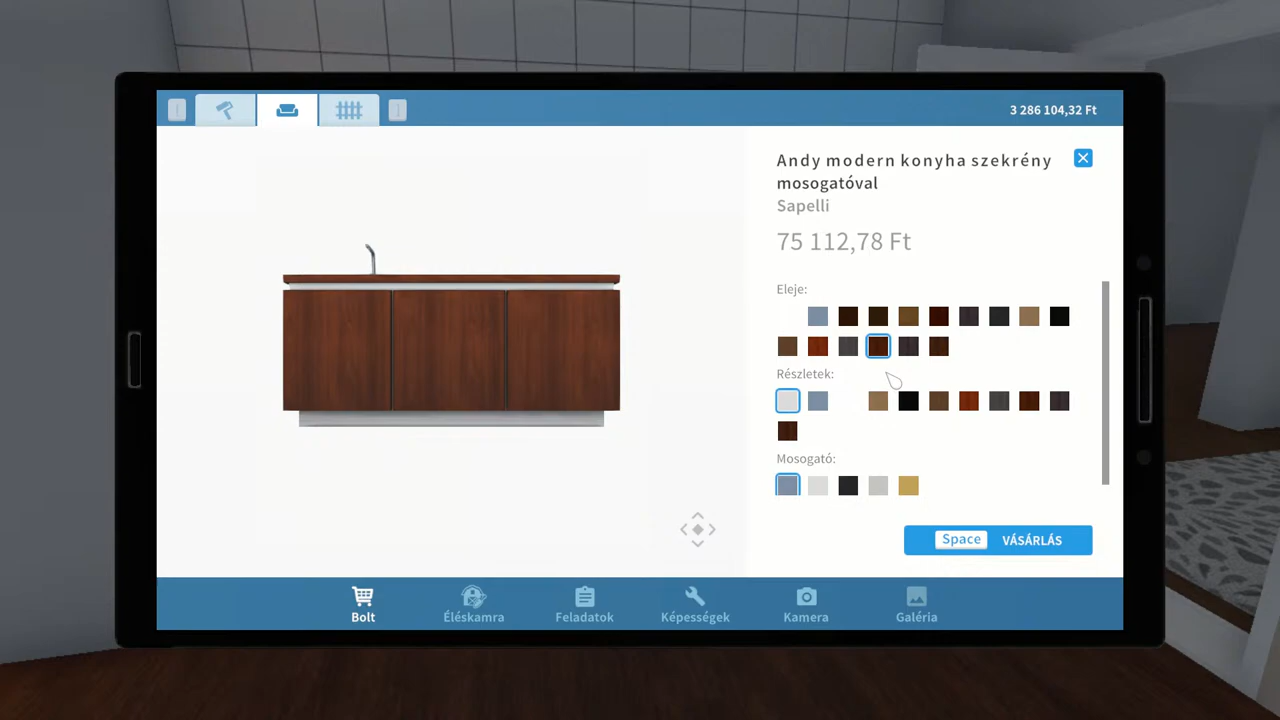 3 286 104,32 Ft
Andy modern konyha szekrény
mosogatóval
Sapelli
75 112,78 Ft
Eleje:
Részletek:
Mosogató:
Space VÁSÁRLÁS
Bolt Éléskamra Feladatok Képességek Kamera Galéria